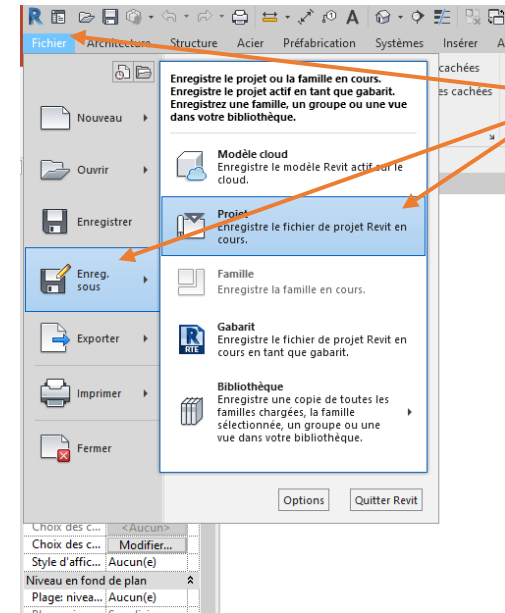 Fichier Architecture Structure Acier Préfabrication Systèmes Insérer A
cachées
es cachées
Nouveau
Ouvrir
Enregistrer
Enreg.
sous
Exporter
Imprimer
Fermer
Enregistre le projet ou la famille en cours.
Enregistre le projet actif en tant que gabarit.
Enregistrez une famille, un groupe ou une vue
dans votre bibliothèque.
Modèle cloud
Enregistre le modèle Revit actif sur le
cloud.
Projet
Enregistre le fichier de projet Revit en
cours.
Famille
Enregistre la famille en cours.
Gabarit
Enregistre le fichier de projet Revit en
cours en tant que gabarit.
RTE
Bibliothèque
Enregistre une copie de toutes les
familles chargées, la famille
sélectionnée, un groupe ou une
vue dans votre bibliothèque.
Options Quitter Revit
Choix des c... <Aucun>
Choix des c... Modifier...
Style d'affic... Aucun(e)
Niveau en fond de plan
Plage: nivea... Aucun(e)